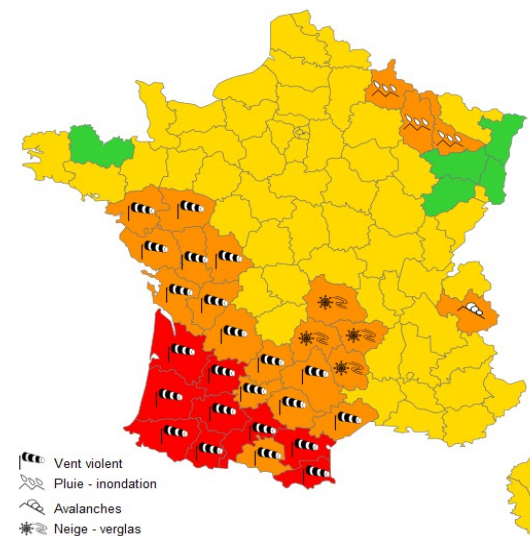 Vent violent
Pluie - inondation
Avalanches
Neige - verglas